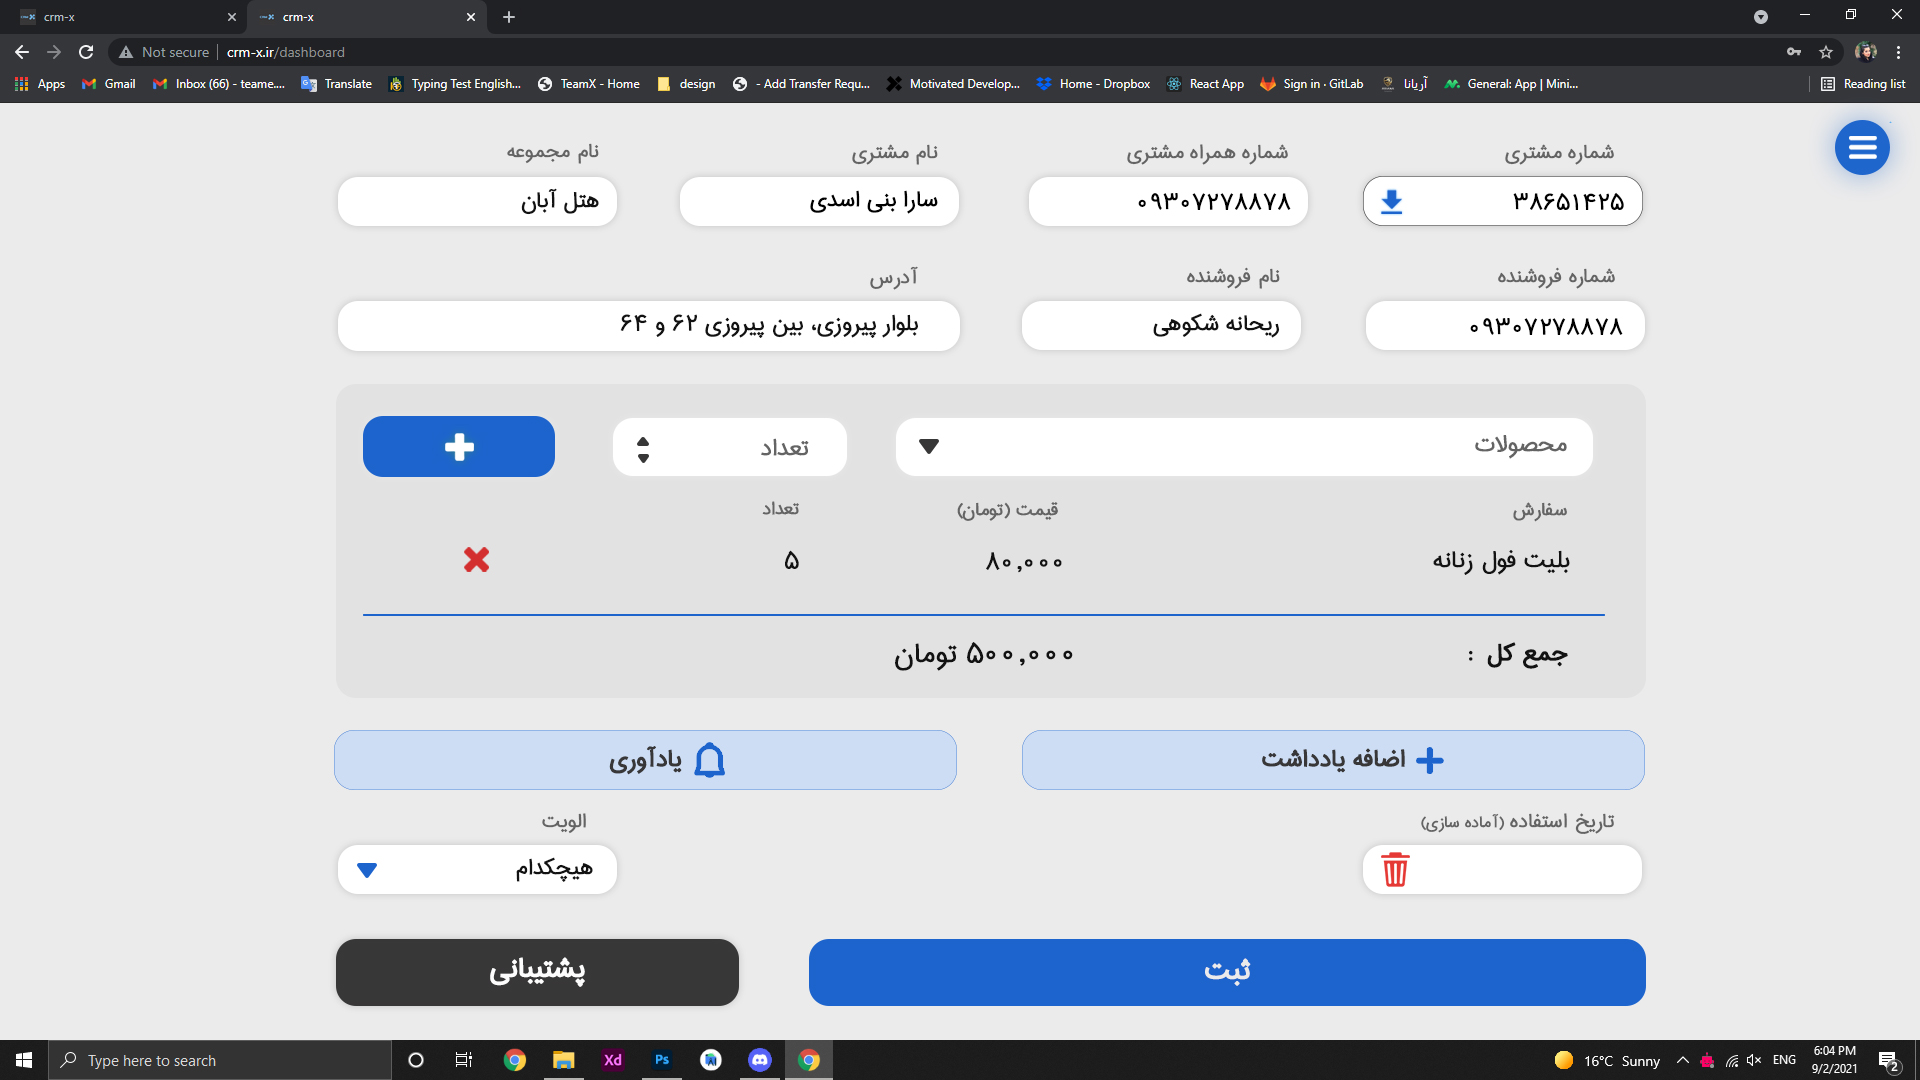 crm-x
crm-x
Not secure
crm-x.ir/dashboard
Apps
Gmail
Inbox (66) - teame...
Translate
Typing Test English...
TeamX - Home
design
- Add Transfer Requ...
Motivated Develop...
Home - Dropbox
React App
Sign in · GitLab
آریانا
General: App | Mini...
Reading list
شماره مشتری
شماره همراه مشتری
نام مشتری
نام مجموعه
۳۸۶۵۱۴۲۵
۰۹۳۰۷۲۷۸۸۷۸
سارا بنی اسدی
هتل آبان
شماره فروشنده
نام فروشنده
آدرس
۰۹۳۰۷۲۷۸۸۷۸
ریحانه شکوهی
بلوار پیروزی، بین پیروزی ۶۲ و ۶۴
محصولات
تعداد
سفارش
قیمت (تومان)
تعداد
بلیت فول زنانه
۸۰,۰۰۰
۵
جمع کل :
۵۰۰,۰۰۰ تومان
اضافه یادداشت
یادآوری
تاریخ استفاده (آماده سازی)
الویت
هیچکدام
ثبت
پشتیبانی
Type here to search
Xd
Ps
16°C Sunny
ENG
6:04 PM
9/2/2021
2